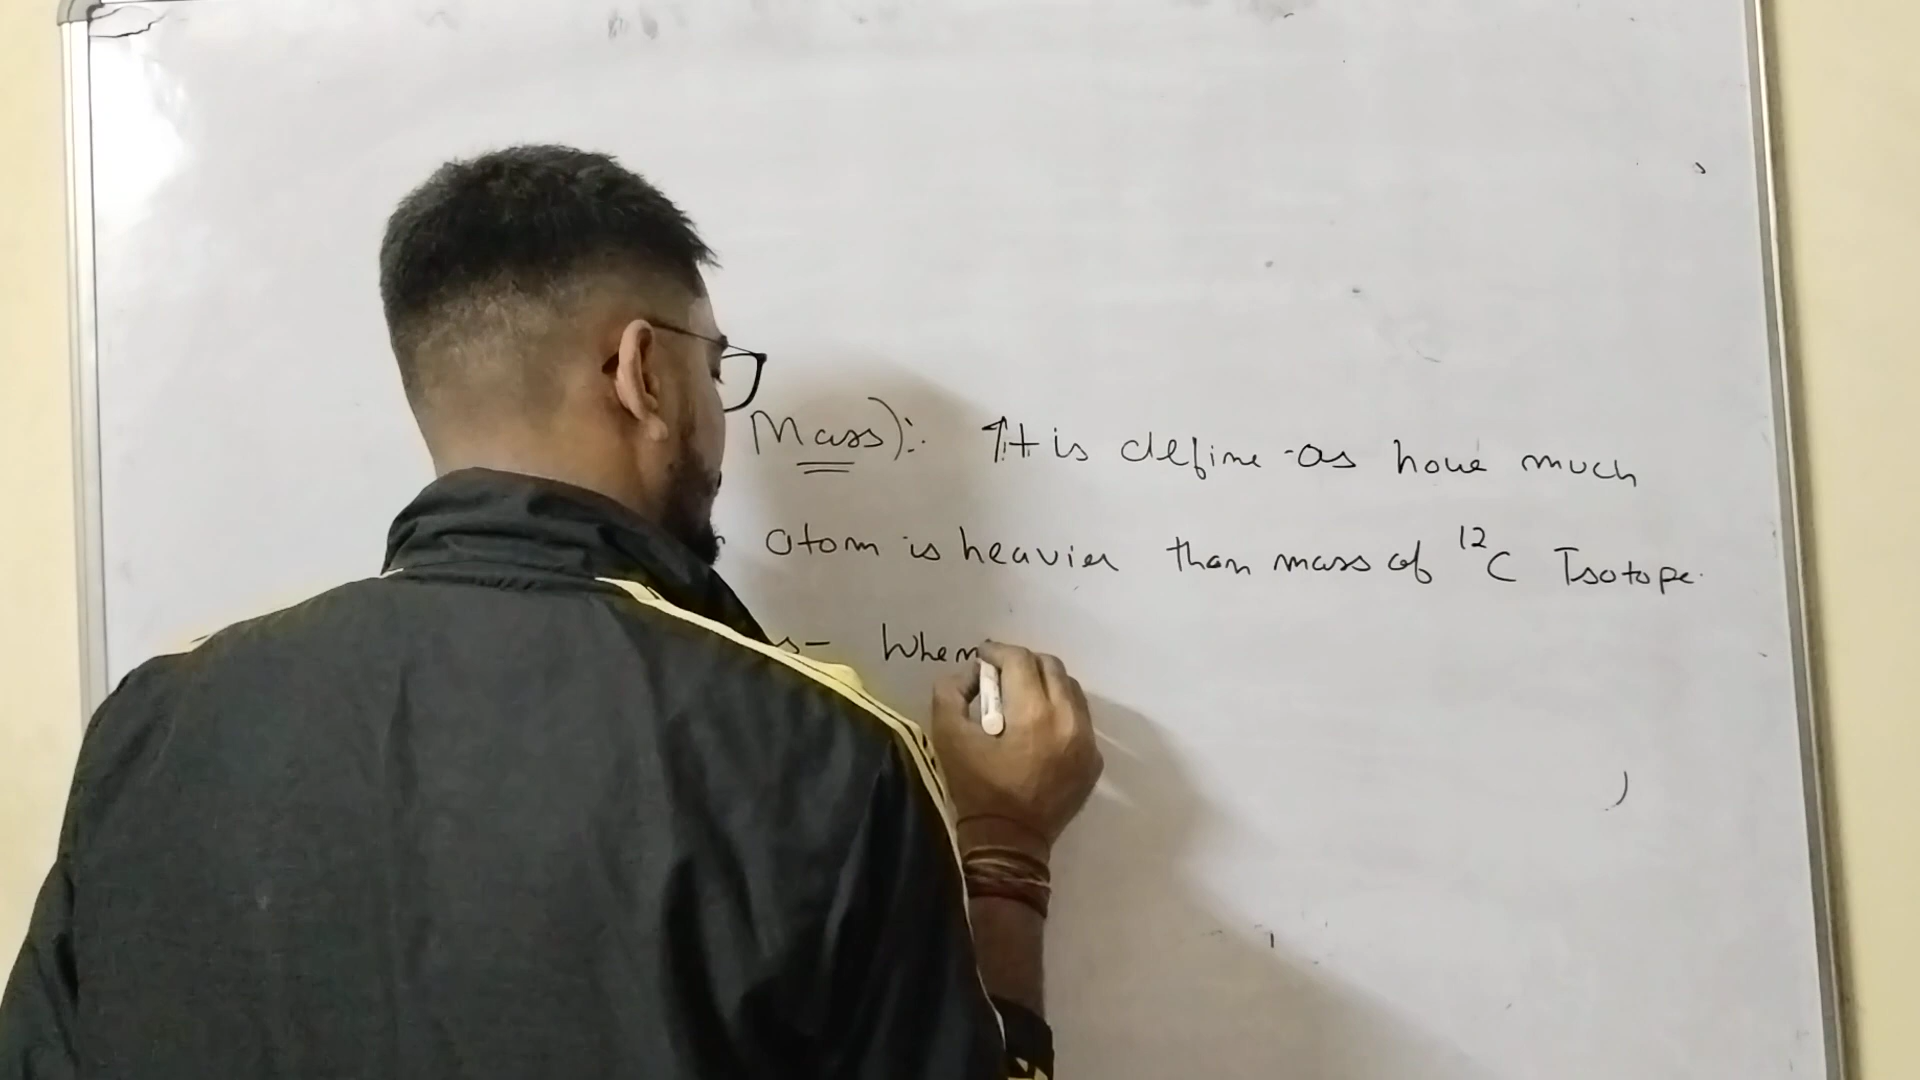 Mass):- It is define as how much
atom is heavier than mass of ¹²C Isotope.
s- When